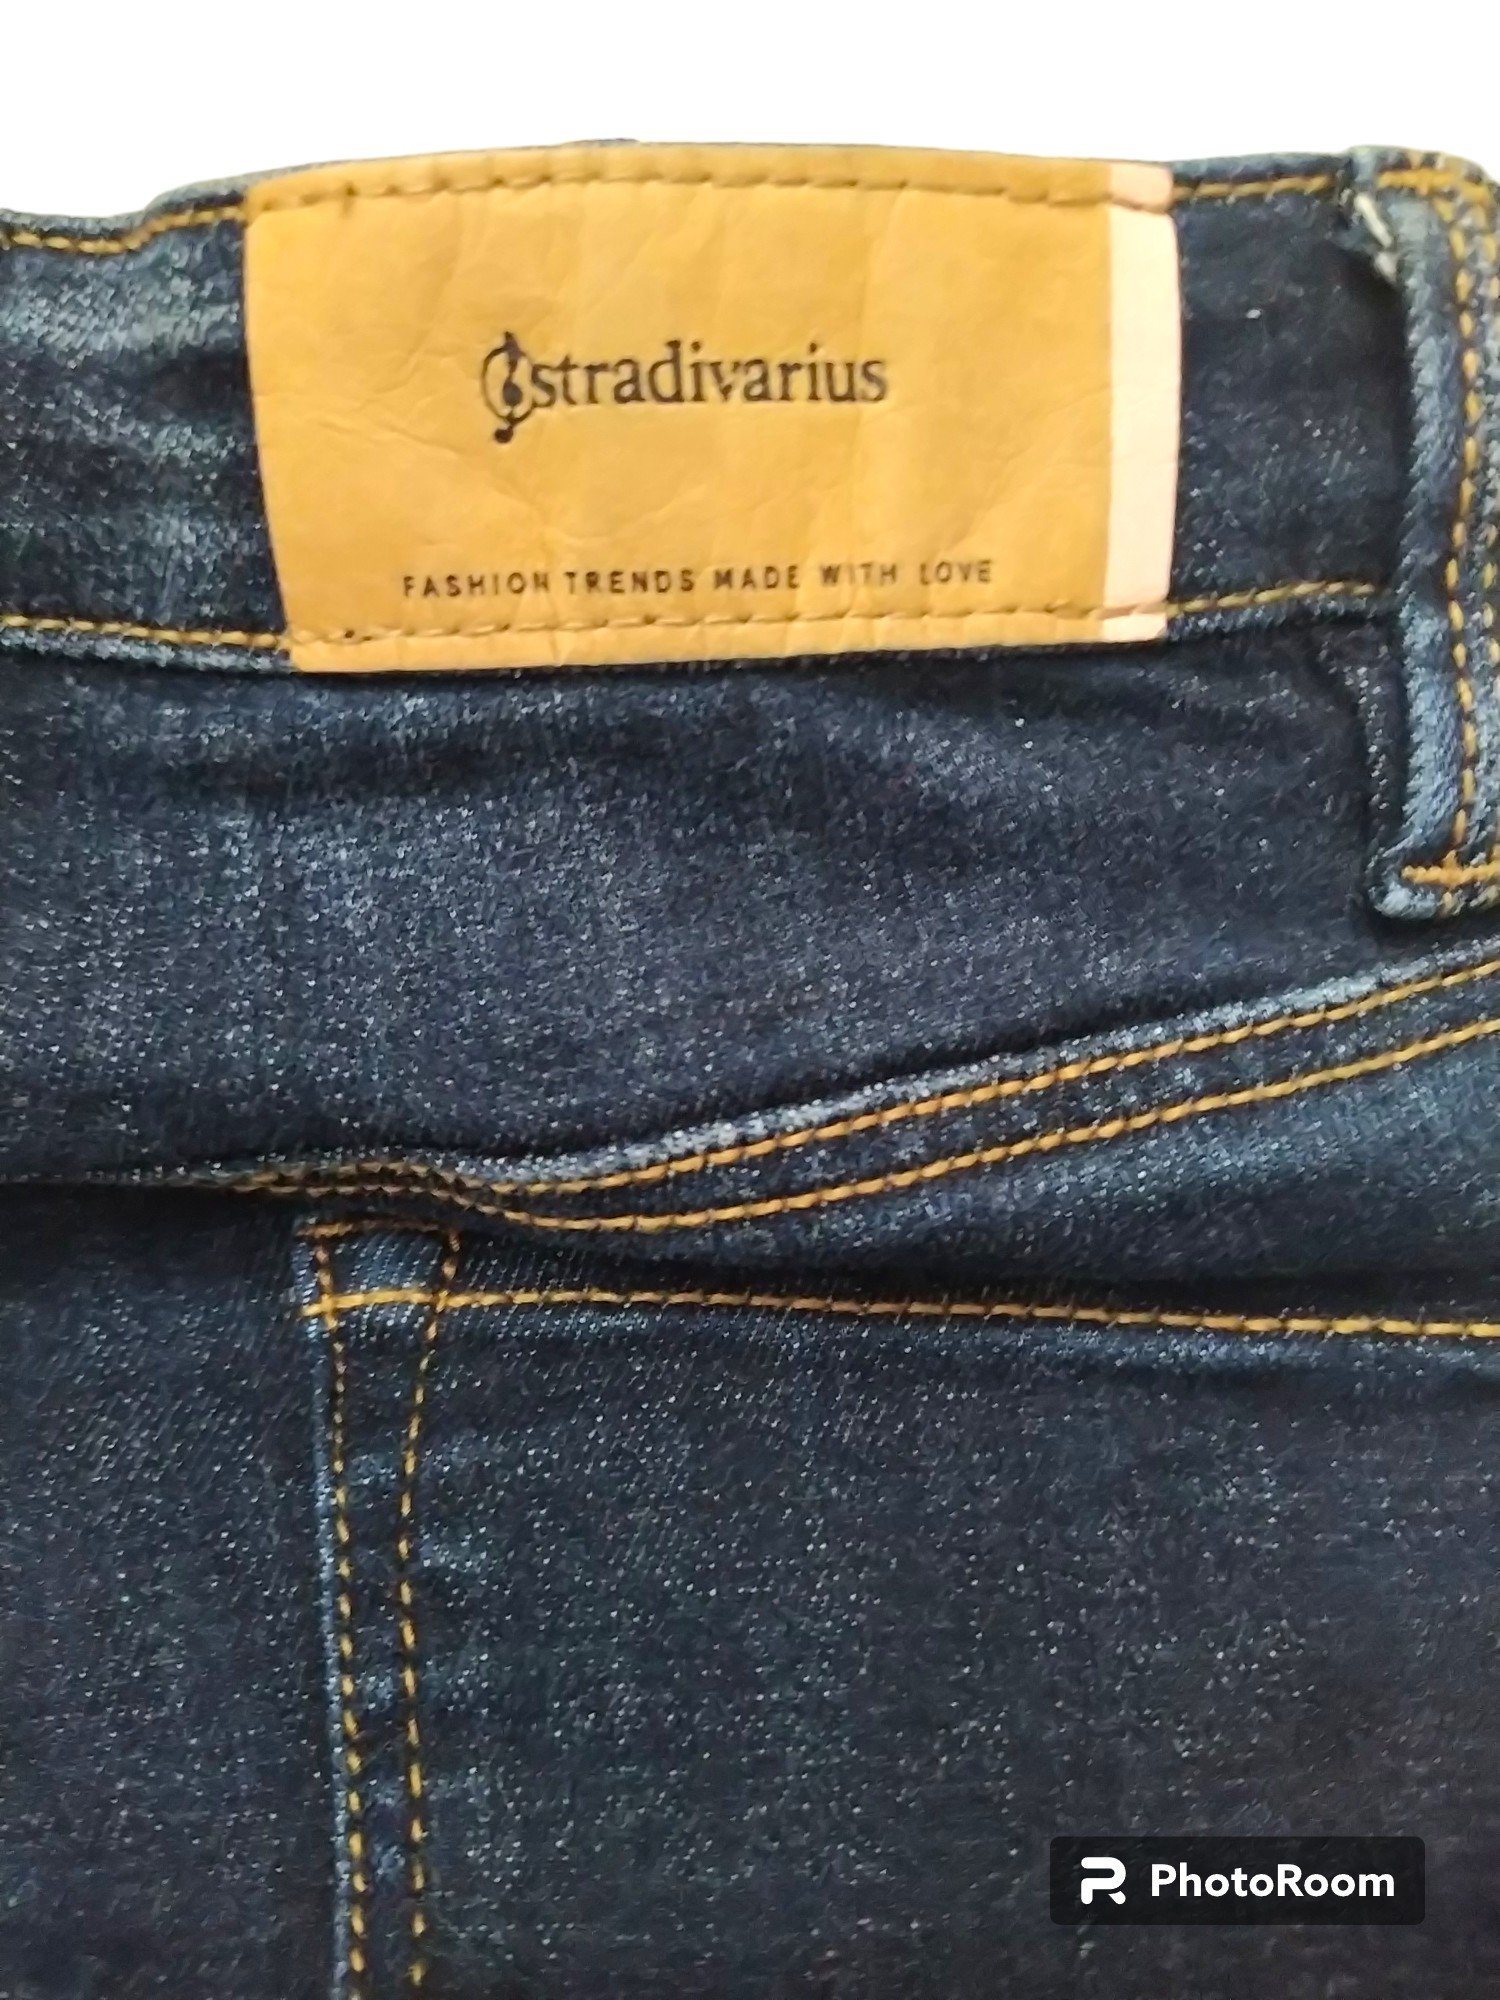 stradivarius
FASHION TRENDS MADE WITH LOVE
PhotoRoom